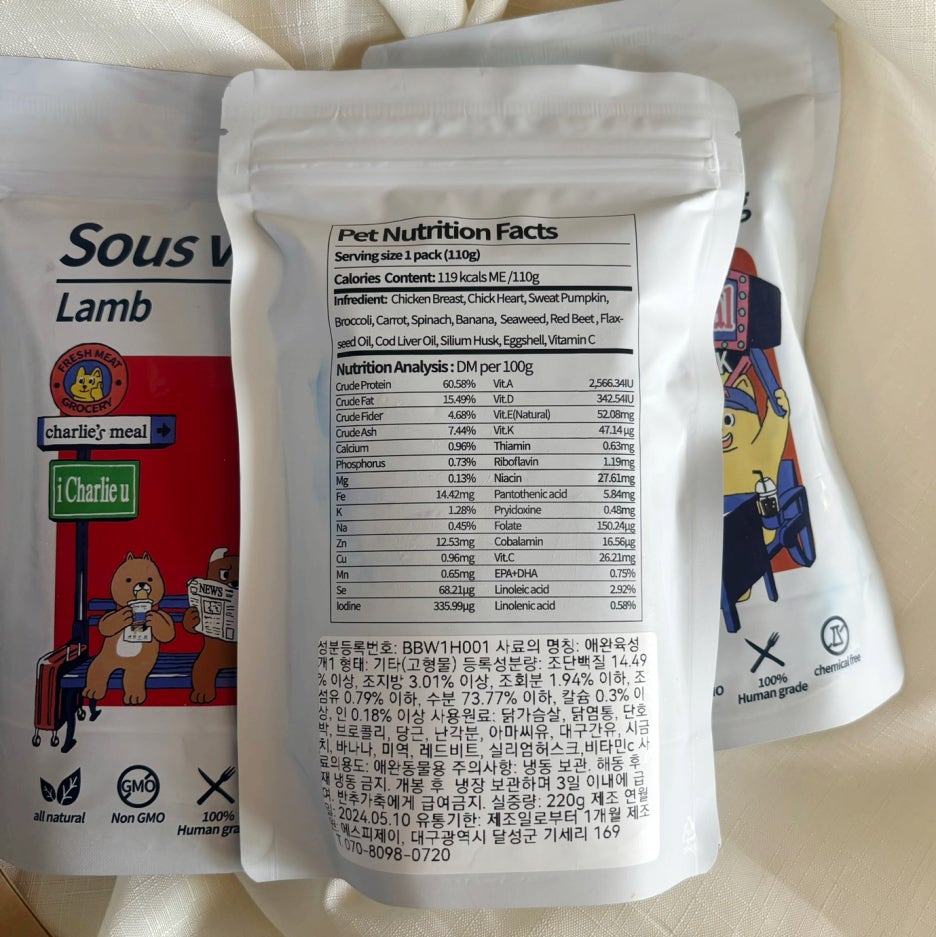 Sous
Lamb
FRESH MEAT
GROCERY
charlie's meal
i Charlie u
NEWS
all natural
GMO
Non GMO
100%
Human gra
Pet Nutrition Facts
Serving size 1 pack (110g)
Calories Content: 119 kcals ME /110g
Infredient: Chicken Breast, Chick Heart, Sweat Pumpkin,
Broccoli, Carrot, Spinach, Banana, Seaweed, Red Beet , Flax-
seed Oil, Cod Liver Oil, Silium Husk, Eggshell, Vitamin C
Nutrition Analysis : DM per 100g
Crude Protein 60.58% Vit.A 2,566.34IU
Crude Fat 15.49% Vit.D 342.54IU
Crude Fider 4.68% Vit.E(Natural) 52.08mg
Crude Ash 7.44% Vit.K 47.14 µg
Calcium 0.96% Thiamin 0.63mg
Phosphorus 0.73% Riboflavin 1.19mg
Mg 0.13% Niacin 27.61mg
Fe 14.42mg Pantothenic acid 5.84mg
K 1.28% Pryidoxine 0.48mg
Na 0.45% Folate 150.24µg
Zn 12.53mg Cobalamin 16.56µg
Cu 0.96mg Vit.C 26.21mg
Mn 0.65mg EPA+DHA 0.75%
Se 68.21µg Linoleic acid 2.92%
Iodine 335.99µg Linolenic acid 0.58%
성분등록번호: BBW1H001 사료의 명칭: 애완육성
개1 형태: 기타(고형물) 등록성분량: 조단백질 14.49
% 이상, 조지방 3.01% 이상, 조회분 1.94% 이하, 조
섬유 0.79% 이하, 수분 73.77% 이하, 칼슘 0.3% 이
상, 인 0.18% 이상 사용원료: 닭가슴살, 닭염통, 단호
박, 브로콜리, 당근, 난각분, 아마씨유, 대구간유, 시금
치, 바나나, 미역, 레드비트, 실리엄허스크,비타민c 사
료의용도: 애완동물용 주의사항: 냉동 보관. 해동 후
재 냉동 금지. 개봉 후 냉장 보관하며 3일 이내에 급
여. 반추가축에게 급여금지. 실중량: 220g 제조 연월
일: 2024.05.10 유통기한: 제조일로부터 1개월 제조
원: 에스피제이, 대구광역시 달성군 기세리 169
T. 070-8098-0720
100%
Human grade
chemical free